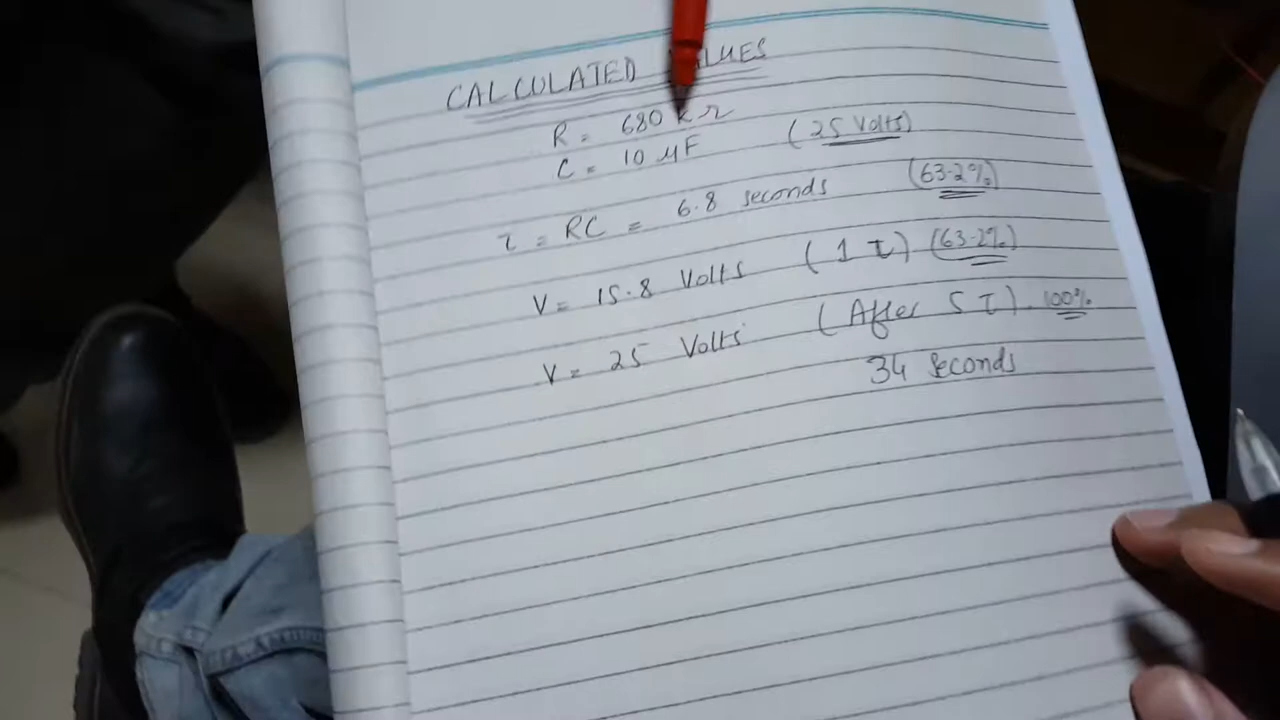 CALCULATED VALUES
R = 680 KΩ
C = 10 μF (25 Volts)
τ = RC = 6.8 seconds (63.2%)
V = 15.8 Volts (1 τ) (63.2%)
V = 25 Volts (After 5 τ). 100%
34 seconds